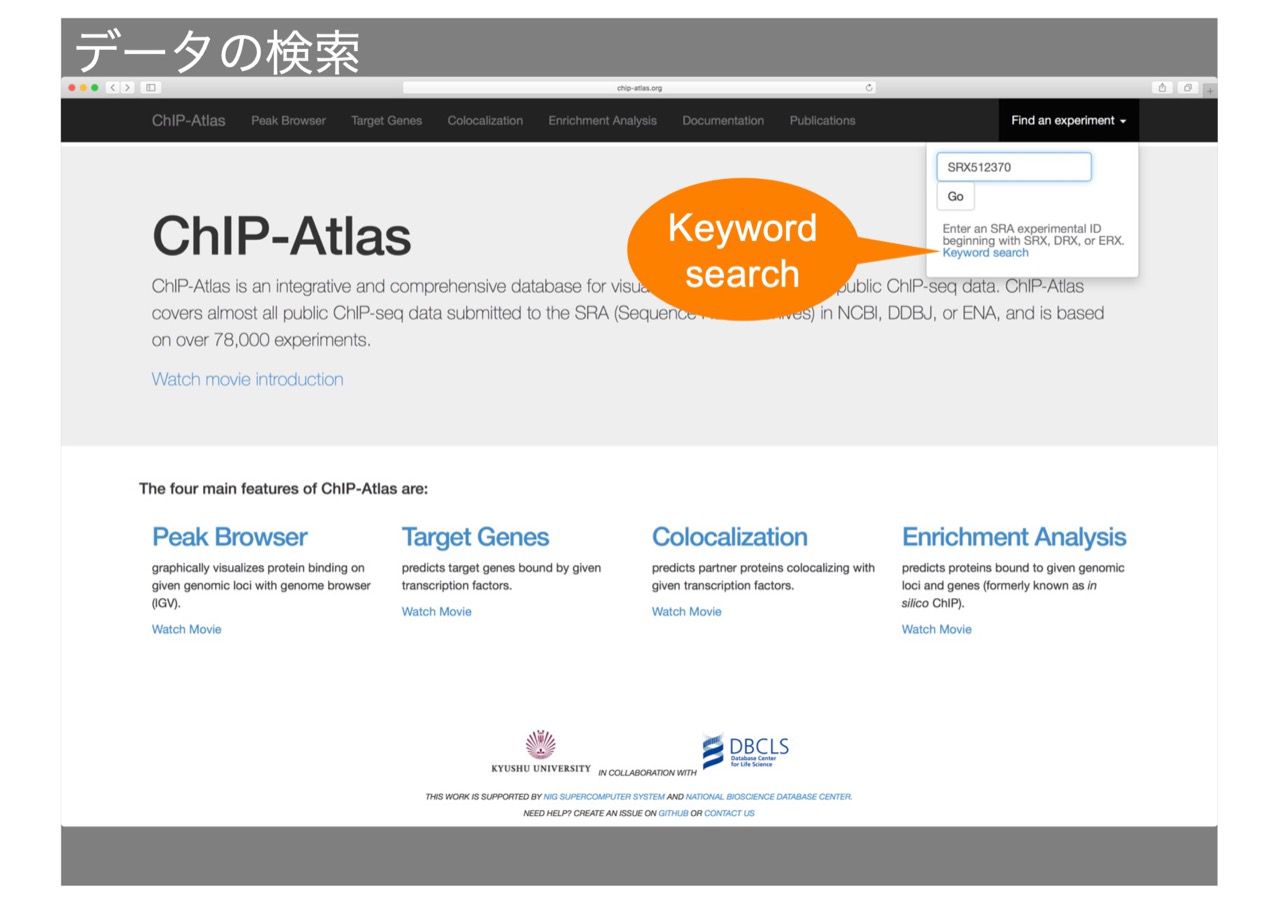 データの検索
chip-atlas.org
ChIP-Atlas Peak Browser Target Genes Colocalization Enrichment Analysis Documentation Publications Find an experiment
SRX512370
Go
Enter an SRA experimental ID
beginning with SRX, DRX, or ERX.
Keyword search
Keyword
search
ChIP-Atlas
ChIP-Atlas is an integrative and comprehensive database for public ChIP-seq data. ChIP-Atlas
covers almost all public ChIP-seq data submitted to the SRA (Sequence in NCBI, DDBJ, or ENA, and is based
on over 78,000 experiments.
Watch movie introduction
The four main features of ChIP-Atlas are:
Peak Browser
graphically visualizes protein binding on
given genomic loci with genome browser
(IGV).
Watch Movie
Target Genes
predicts target genes bound by given
transcription factors.
Watch Movie
Colocalization
predicts partner proteins colocalizing with
given transcription factors.
Watch Movie
Enrichment Analysis
predicts proteins bound to given genomic
loci and genes (formerly known as in
silico ChIP).
Watch Movie
KYUSHU UNIVERSITY IN COLLABORATION WITH
DBCLS
Database Center
for Life Science
THIS WORK IS SUPPORTED BY NIG SUPERCOMPUTER SYSTEM AND NATIONAL BIOSCIENCE DATABASE CENTER.
NEED HELP? CREATE AN ISSUE ON GITHUB OR CONTACT US